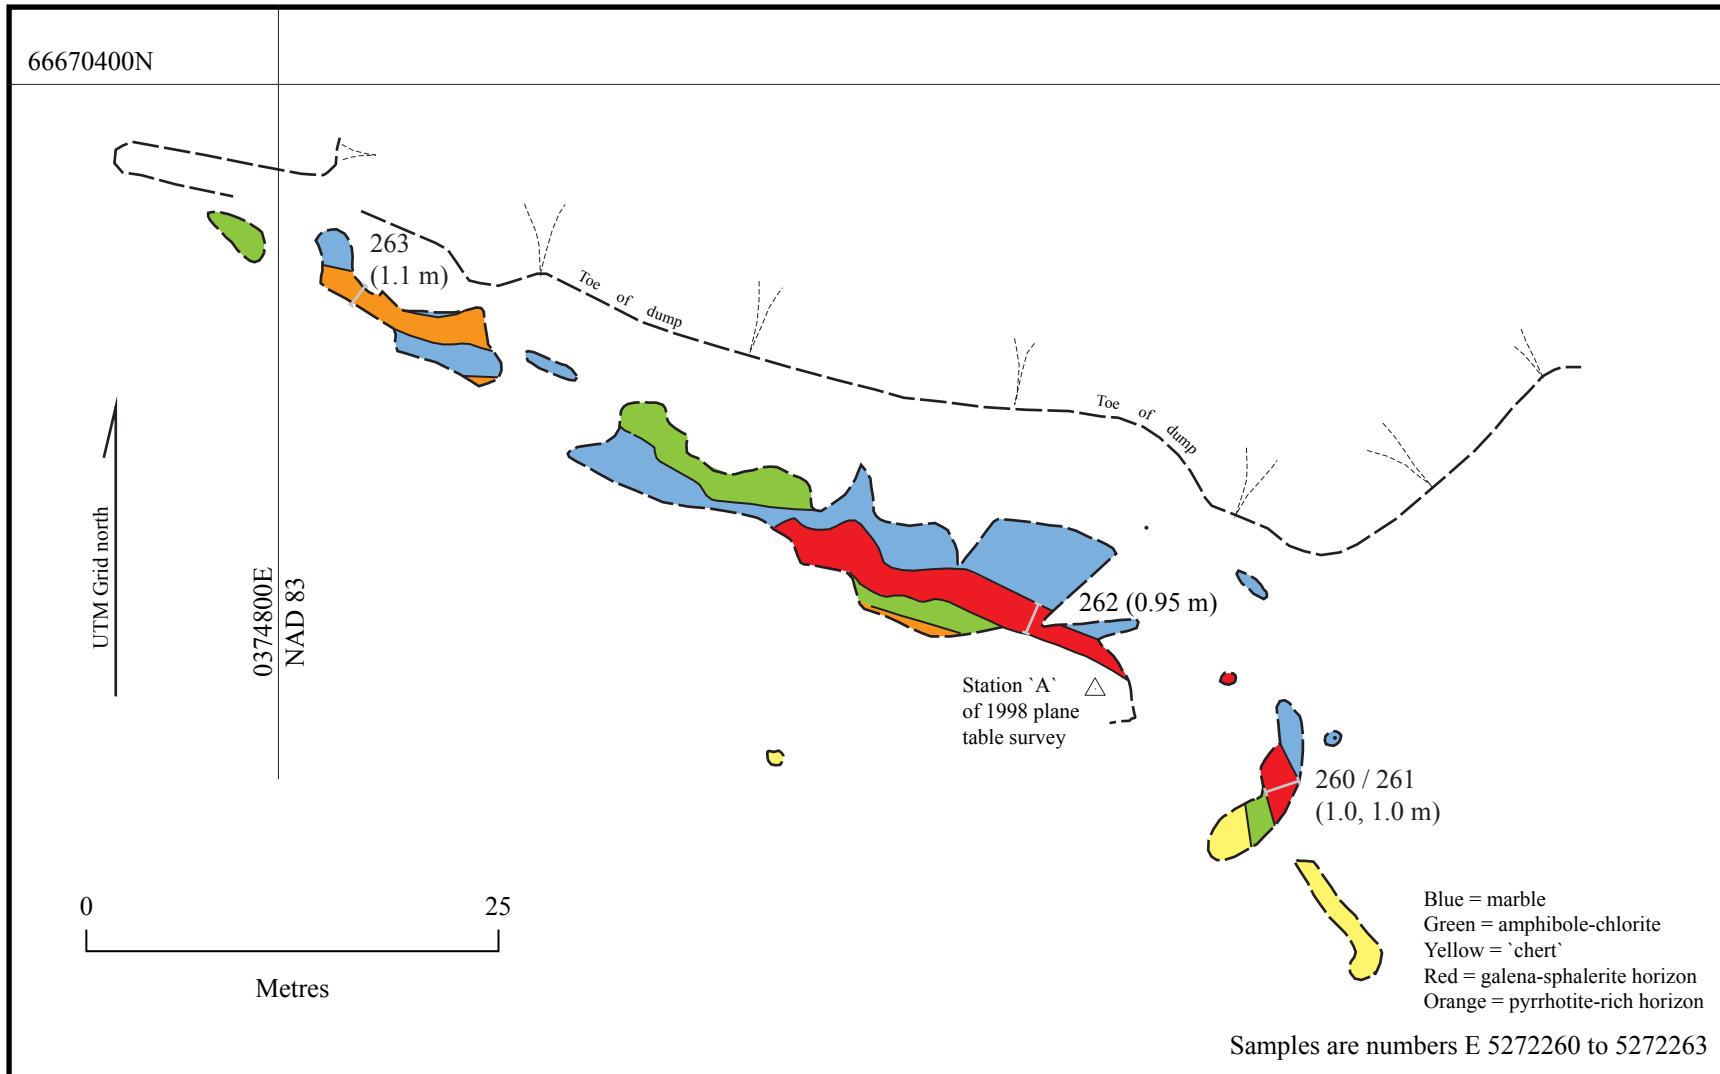 66670400N
263
(1.1 m)
Toe of dump
Toe of dump
UTM Grid north
0374800E
NAD 83
262 (0.95 m)
Station `A`
of 1998 plane
table survey
260 / 261
(1.0, 1.0 m)
0 25
Metres
Blue = marble
Green = amphibole-chlorite
Yellow = `chert`
Red = galena-sphalerite horizon
Orange = pyrrhotite-rich horizon
Samples are numbers E 5272260 to 5272263